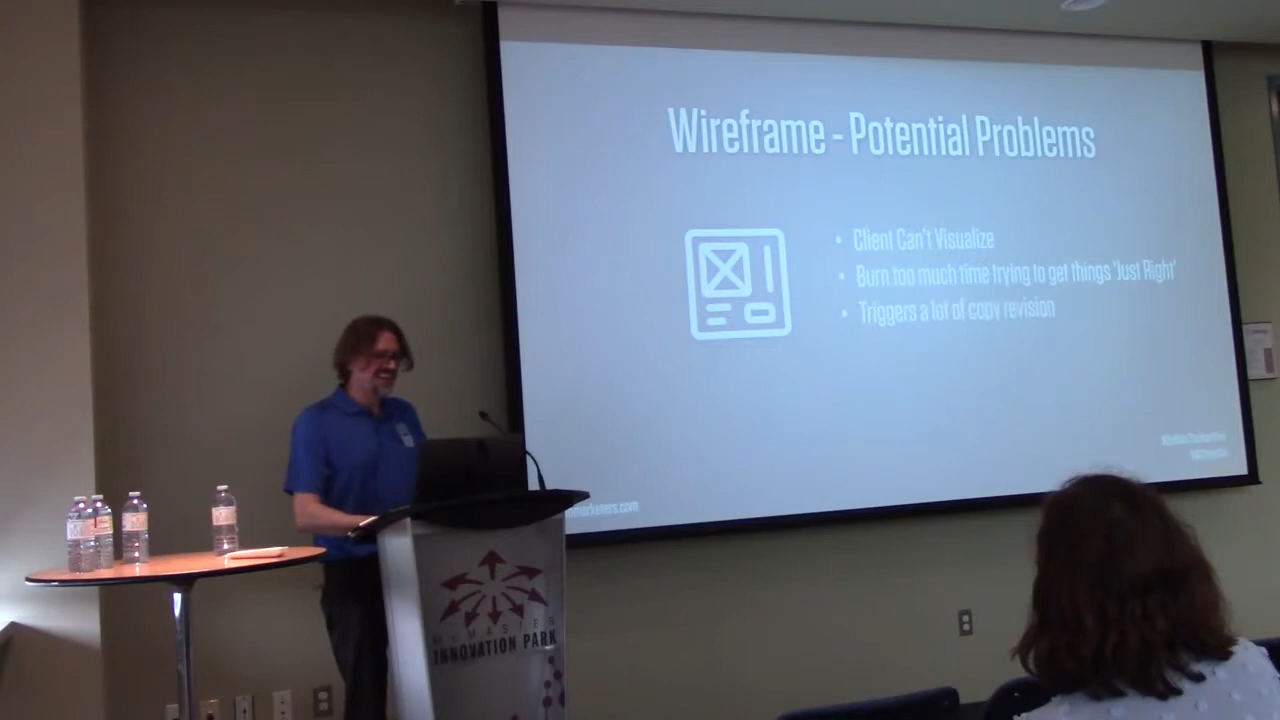 Wireframe - Potential Problems
• Client Can't Visualize
• Burn too much time trying to get things 'Just Right'
• Triggers a lot of copy revision
marketers.com
McMASTER
INNOVATION PARK